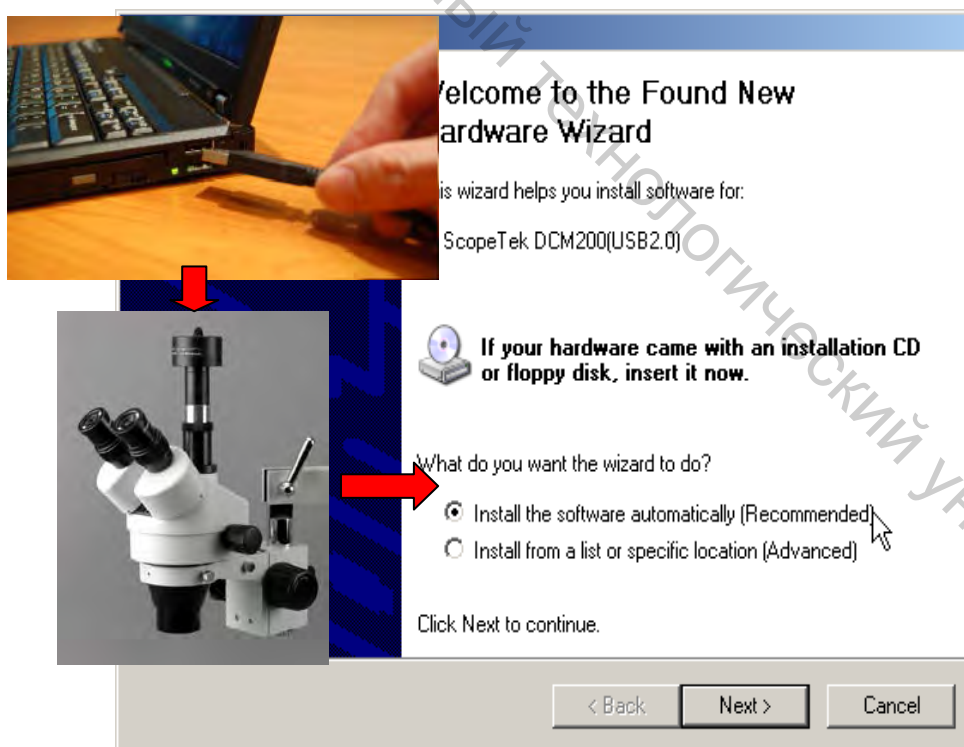 ный технологический ун
elcome to the Found New
ardware Wizard
is wizard helps you install software for:
ScopeTek DCM200(USB2.0)
If your hardware came with an installation CD
or floppy disk, insert it now.
What do you want the wizard to do?
Install the software automatically (Recommended)
Install from a list or specific location (Advanced)
Click Next to continue.
< Back
Next >
Cancel